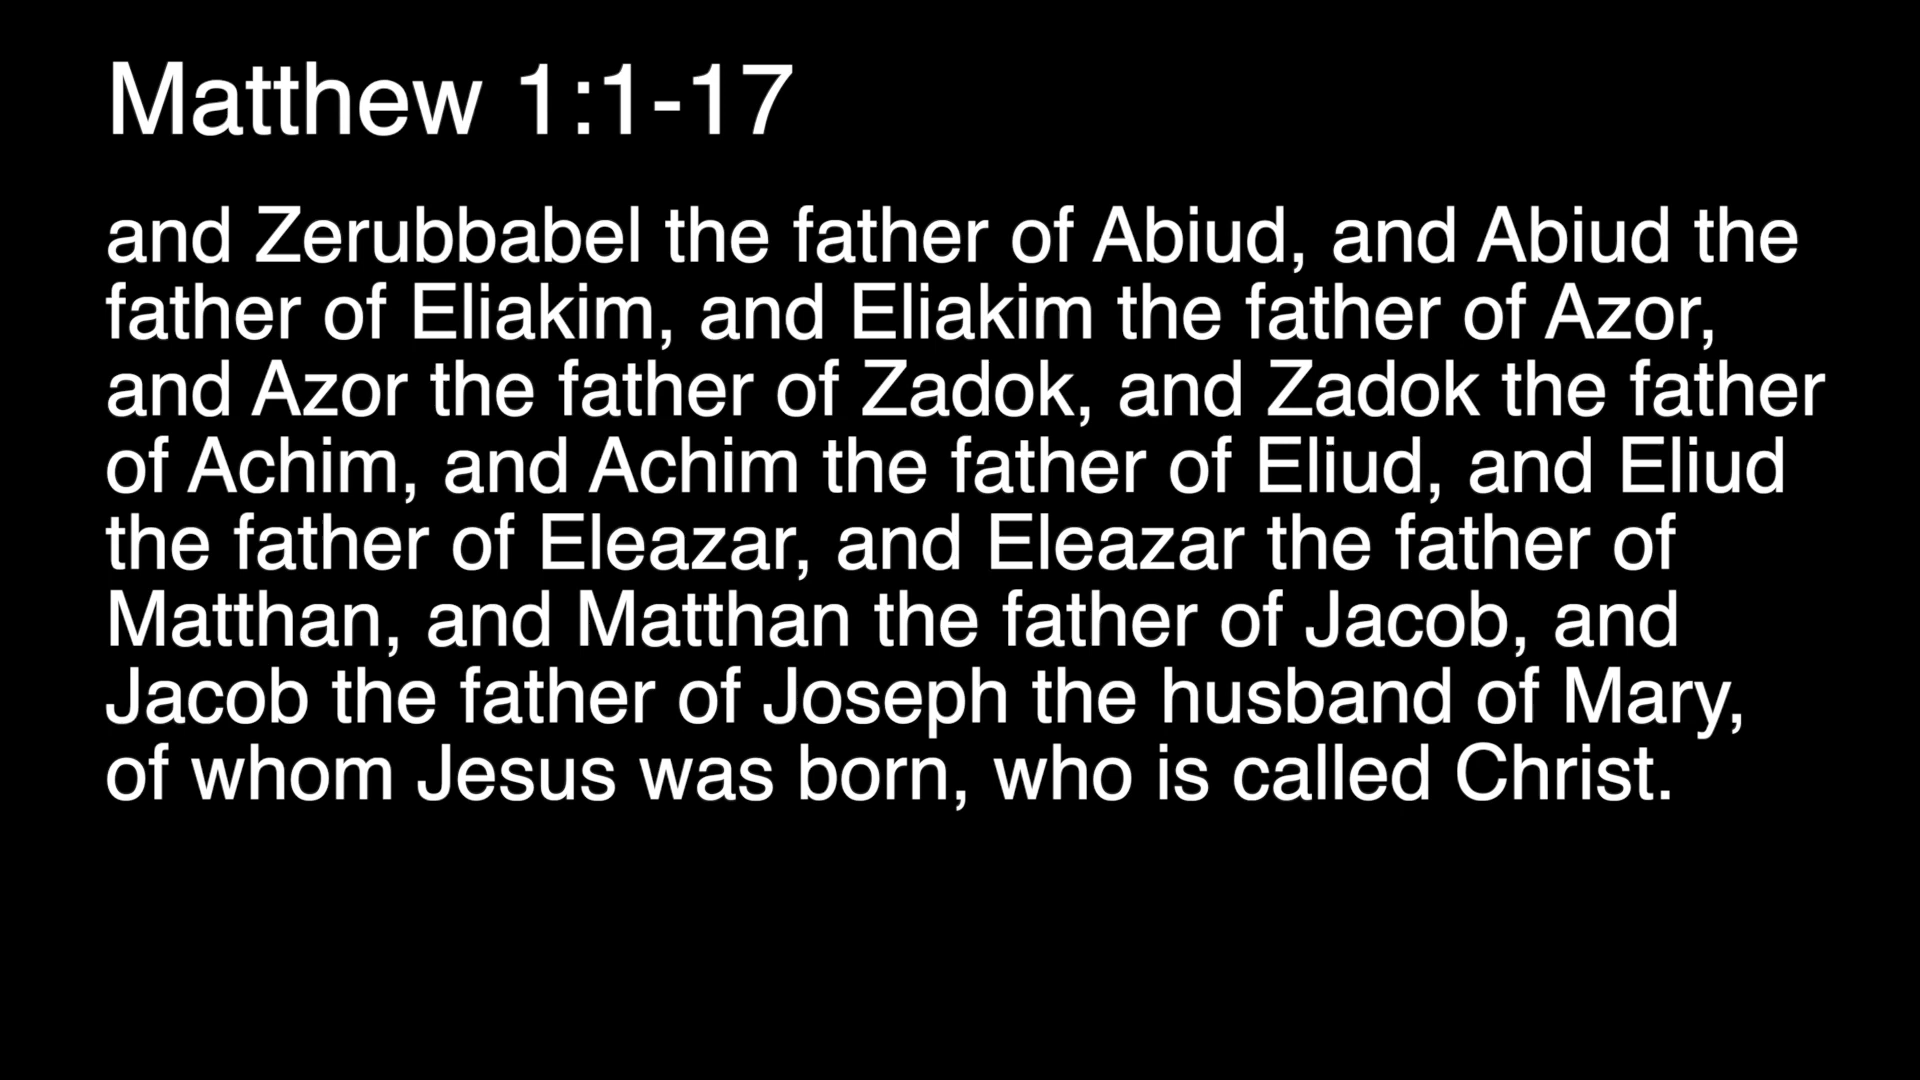 Matthew 1:1-17
and Zerubbabel the father of Abiud, and Abiud the
father of Eliakim, and Eliakim the father of Azor,
and Azor the father of Zadok, and Zadok the father
of Achim, and Achim the father of Eliud, and Eliud
the father of Eleazar, and Eleazar the father of
Matthan, and Matthan the father of Jacob, and
Jacob the father of Joseph the husband of Mary,
of whom Jesus was born, who is called Christ.